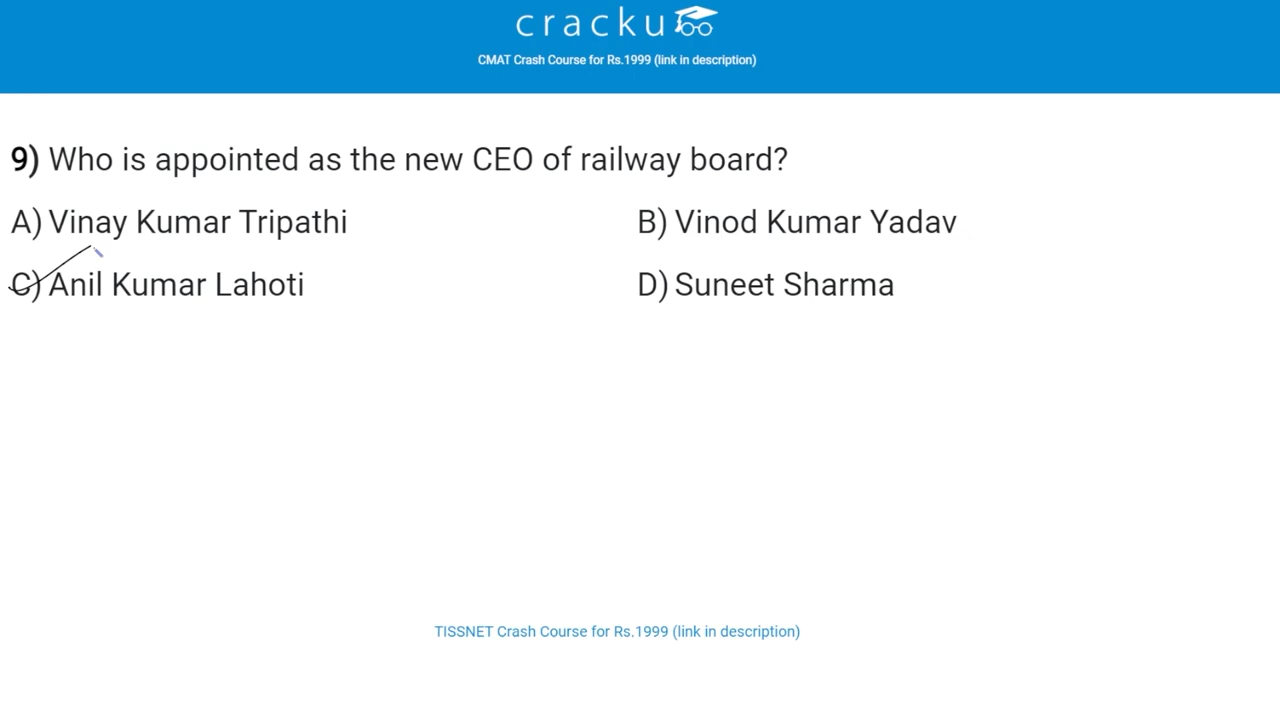 cracku
CMAT Crash Course for Rs.1999 (link in description)
9) Who is appointed as the new CEO of railway board?
A) Vinay Kumar Tripathi
B) Vinod Kumar Yadav
C) Anil Kumar Lahoti
D) Suneet Sharma
TISSNET Crash Course for Rs.1999 (link in description)